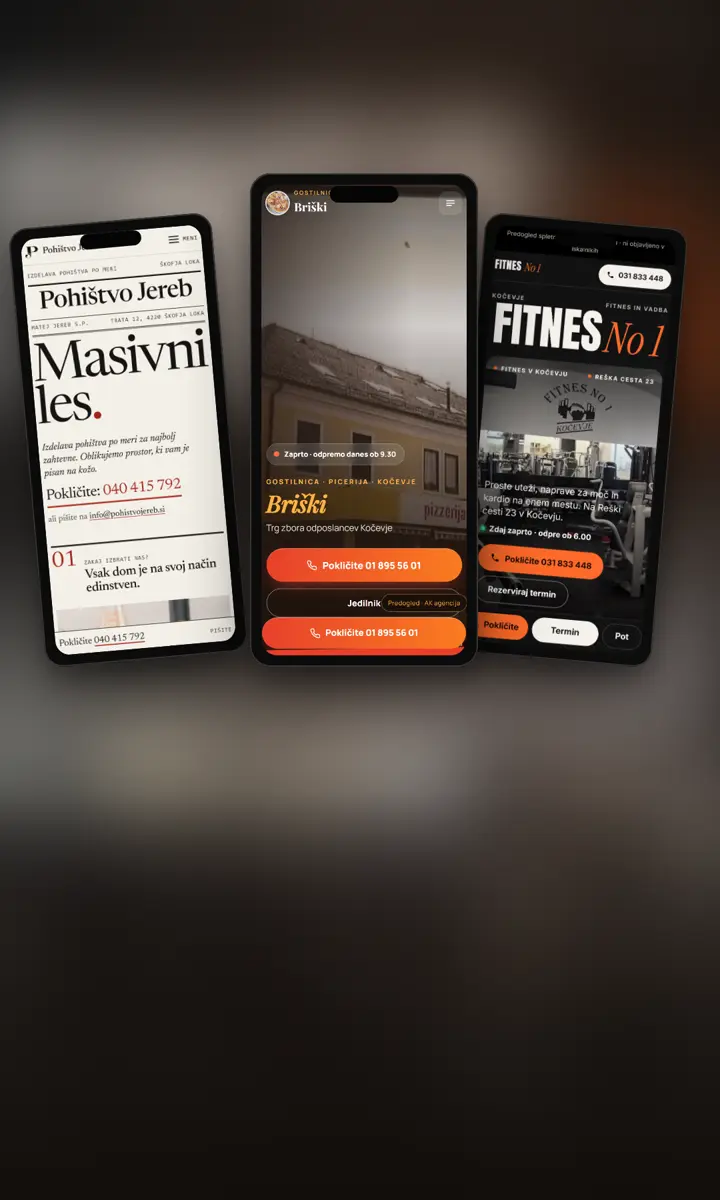 Pohištvo
MENI
IZDELAVA POHIŠTVA PO MERI
ŠKOFJA LOKA
Pohištvo Jereb
MATEJ JEREB S.P.
TRATA 12, 4220 ŠKOFJA LOKA
Masivni
les.
Izdelava pohištva po meri za najbolj
zahtevne. Oblikujemo prostor, ki vam je
pisan na kožo.
Pokličite: 040 415 792
ali pišite na info@pohistvojereb.si
01
ZAKAJ IZBRATI NAS?
Vsak dom je na svoj način
edinstven.
Pokličite 040 415 792
PIŠITE
GOSTILNI
Briški
pizzerija
Zaprto · odpremo danes ob 9.30
GOSTILNICA · PICERIJA · KOČEVJE
Briški
Trg zbora odposlancev Kočevje
Pokličite 01 895 56 01
Jedilnik
Predogled · AK agencija
Pokličite 01 895 56 01
Predogled spletn
i · ni objavljeno v
iskalnicih
FITNES No 1
031 833 448
KOČEVJE
FITNES IN VADBA
FITNES No 1
FITNES V KOČEVJU
REŠKA CESTA 23
FITNES NO 1
KOČEVJE
Proste uteži, naprave za moč in
kardio na enem mestu. Na Reški
cesti 23 v Kočevju.
Zdaj zaprto · odpre ob 6.00
Pokličite 031 833 448
Rezerviraj termin
Pokličite
Termin
Pot